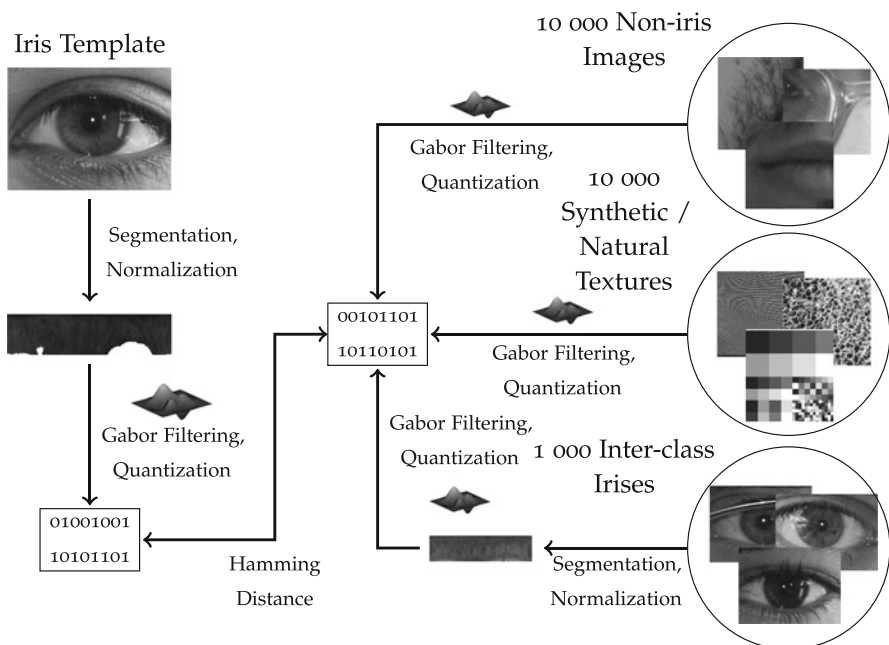 Iris Template
10 000 Non-iris
Images
Gabor Filtering,
Quantization
10 000
Synthetic /
Natural
Textures
Segmentation,
Normalization
00101101
10110101
Gabor Filtering,
Quantization
Gabor Filtering,
Quantization
Gabor Filtering,
Quantization
1 000 Inter-class
Irises
01001001
10101101
Hamming
Distance
Segmentation,
Normalization